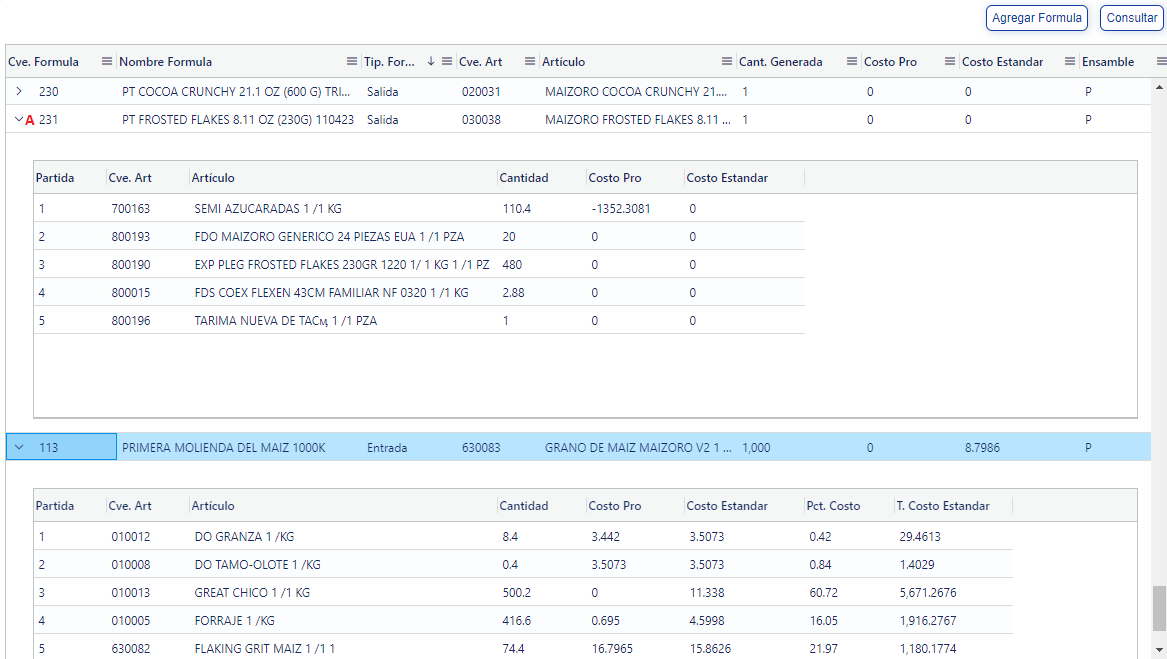 Agregar Formula Consultar
Cve. Formula Nombre Formula Tip. For... Cve. Art Artículo Cant. Generada Costo Pro Costo Estandar Ensamble
230 PT COCOA CRUNCHY 21.1 OZ (600 G) TRI... Salida 020031 MAIZORO COCOA CRUNCHY 21.... 1 0 0 P
A 231 PT FROSTED FLAKES 8.11 OZ (230G) 110423 Salida 030038 MAIZORO FROSTED FLAKES 8.11 ... 1 0 0 P
Partida Cve. Art Artículo Cantidad Costo Pro Costo Estandar
1 700163 SEMI AZUCARADAS 1 /1 KG 110.4 -1352.3081 0
2 800193 FDO MAIZORO GENERICO 24 PIEZAS EUA 1 /1 PZA 20 0 0
3 800190 EXP PLEG FROSTED FLAKES 230GR 1220 1/ 1 KG 1 /1 PZ 480 0 0
4 800015 FDS COEX FLEXEN 43CM FAMILIAR NF 0320 1 /1 KG 2.88 0 0
5 800196 TARIMA NUEVA DE TACӎ 1 /1 PZA 1 0 0
113 PRIMERA MOLIENDA DEL MAIZ 1000K Entrada 630083 GRANO DE MAIZ MAIZORO V2 1 ... 1,000 0 8.7986 P
Partida Cve. Art Artículo Cantidad Costo Pro Costo Estandar Pct. Costo T. Costo Estandar
1 010012 DO GRANZA 1 /KG 8.4 3.442 3.5073 0.42 29.4613
2 010008 DO TAMO-OLOTE 1 /KG 0.4 3.5073 3.5073 0.84 1.4029
3 010013 GREAT CHICO 1 /1 KG 500.2 0 11.338 60.72 5,671.2676
4 010005 FORRAJE 1 /KG 416.6 0.695 4.5998 16.05 1,916.2767
5 630082 FLAKING GRIT MAIZ 1 /1 1 74.4 16.7965 15.8626 21.97 1,180.1774